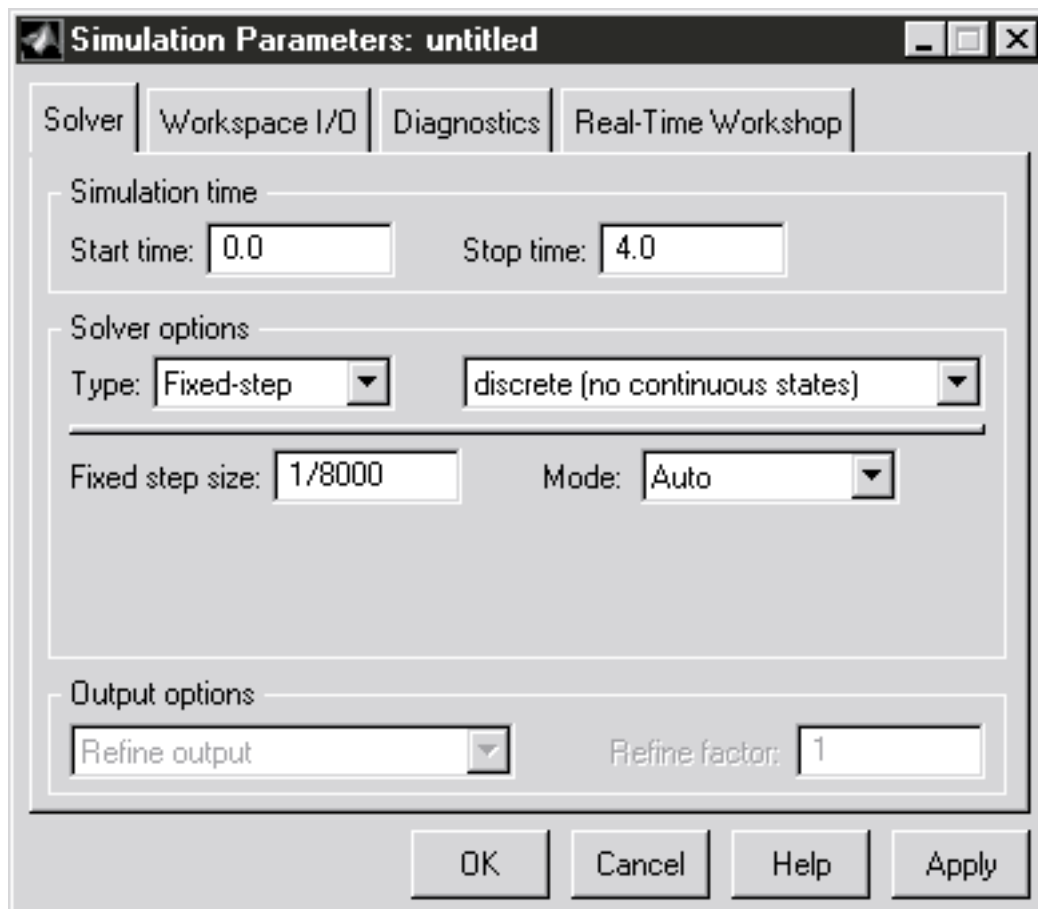 Simulation Parameters: untitled
Solver Workspace I/O Diagnostics Real-Time Workshop
Simulation time
Start time: 0.0 Stop time: 4.0
Solver options
Type: Fixed-step discrete (no continuous states)
Fixed step size: 1/8000 Mode: Auto
Output options
Refine output Refine factor: 1
OK Cancel Help Apply